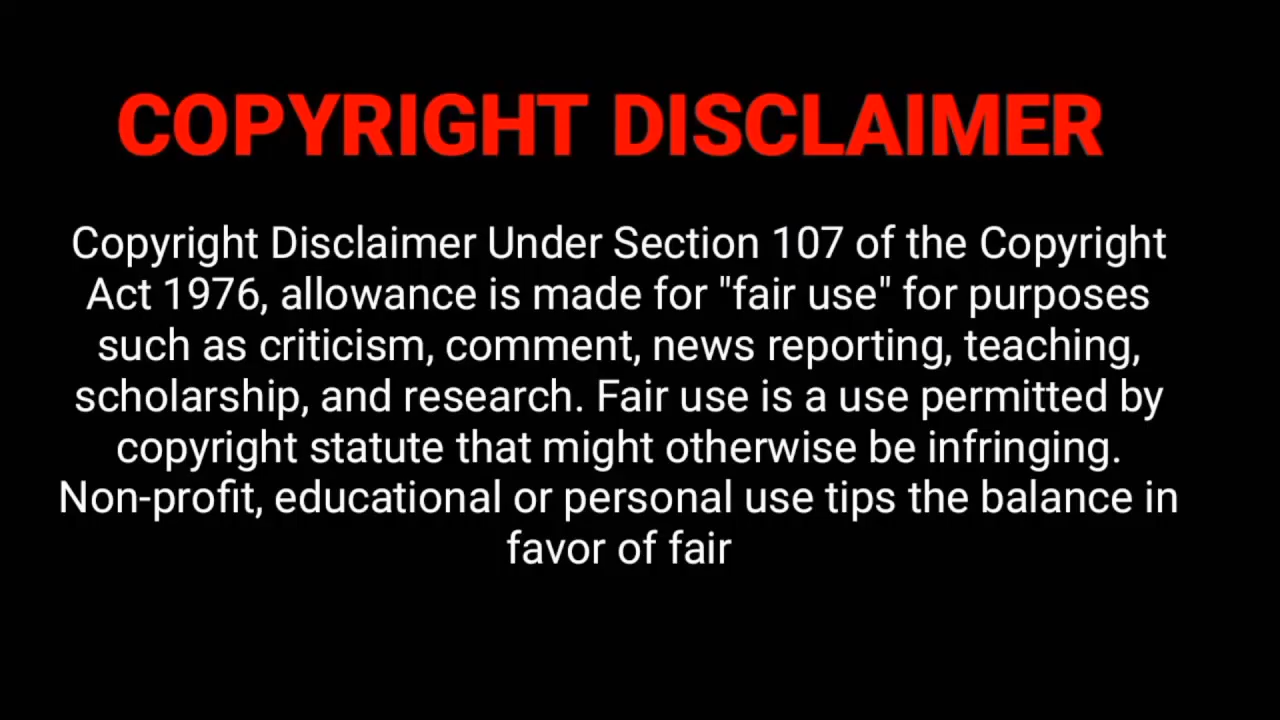 COPYRIGHT DISCLAIMER
Copyright Disclaimer Under Section 107 of the Copyright
Act 1976, allowance is made for "fair use" for purposes
such as criticism, comment, news reporting, teaching,
scholarship, and research. Fair use is a use permitted by
copyright statute that might otherwise be infringing.
Non-profit, educational or personal use tips the balance in
favor of fair